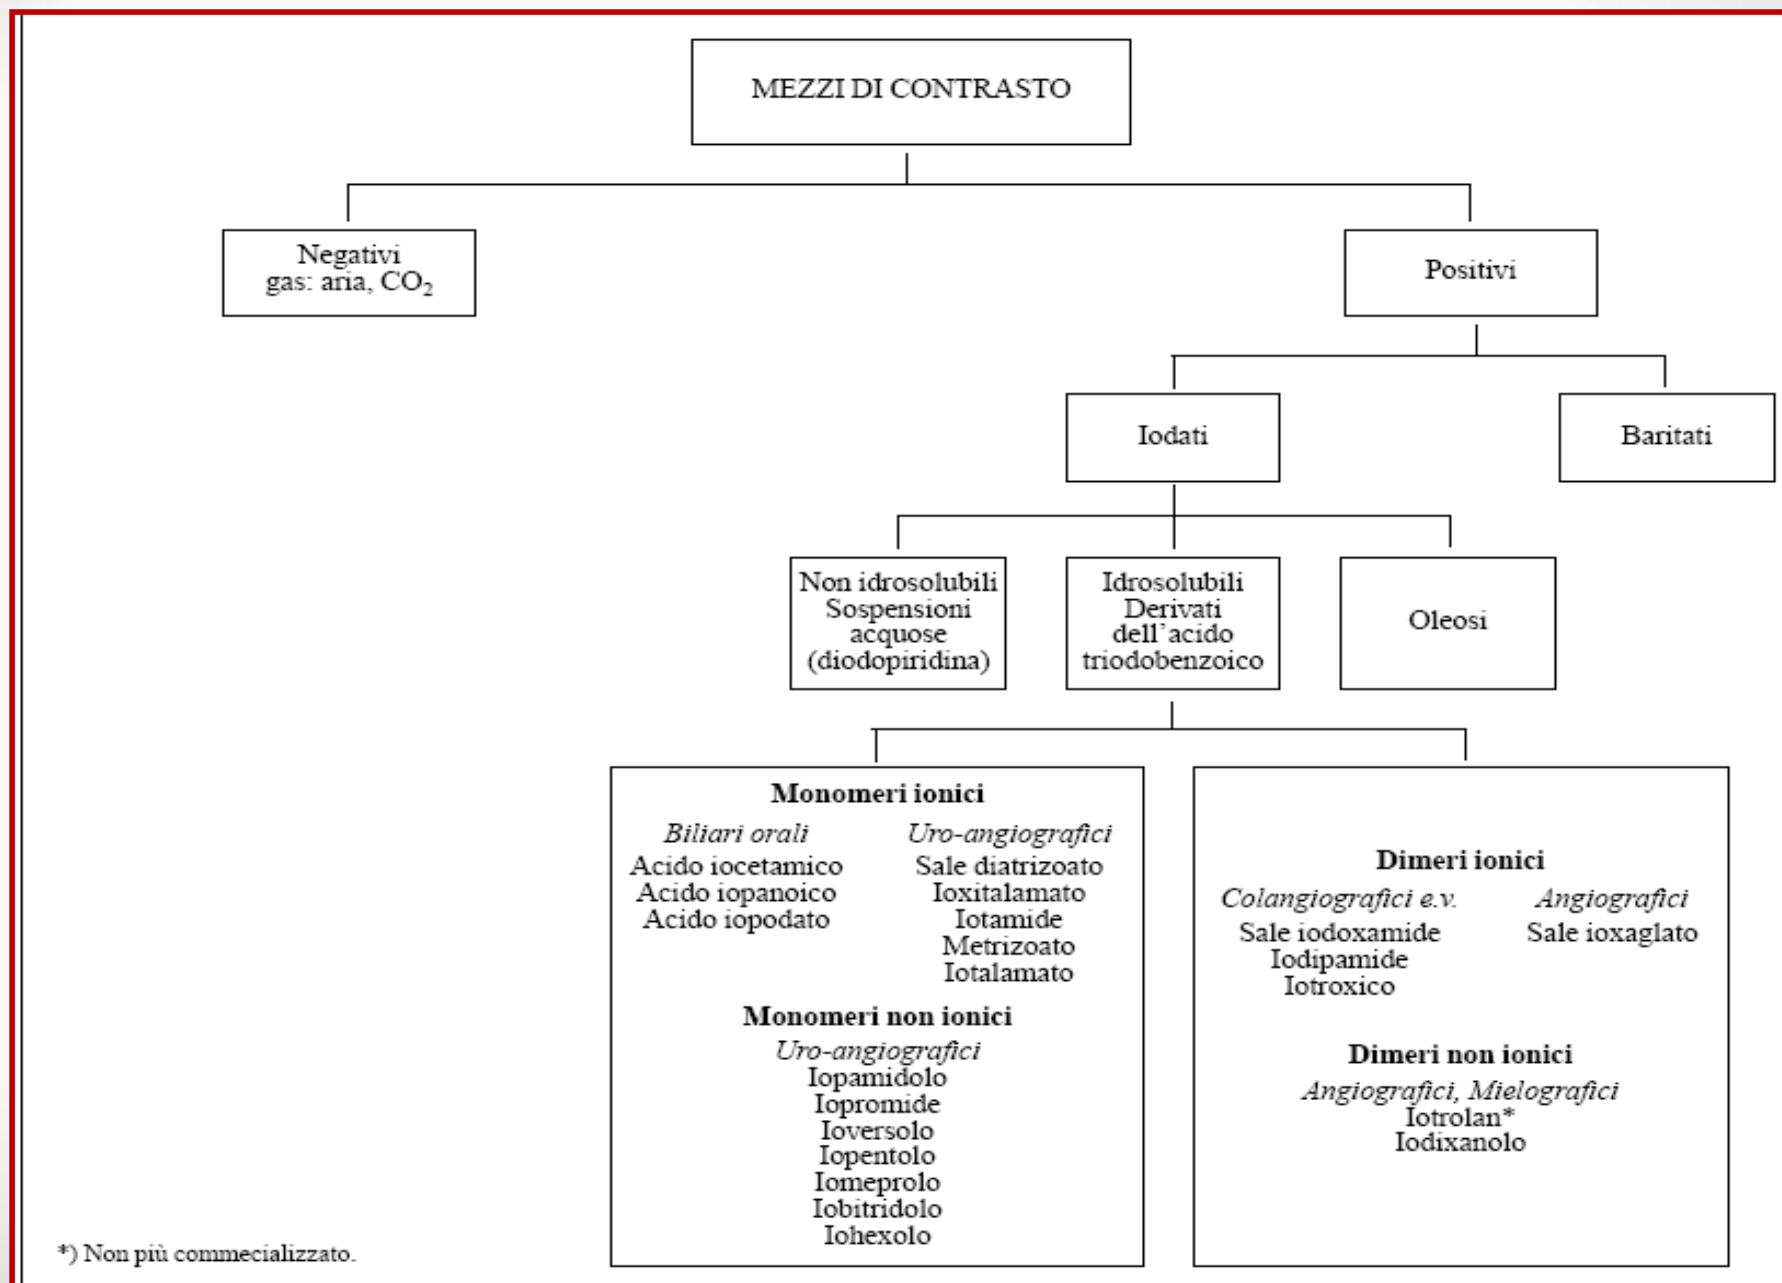 MEZZI DI CONTRASTO
Negativi
gas: aria, CO₂
Positivi
Iodati
Baritati
Non idrosolubili
Sospensioni
acquose
(diodopiridina)
Idrosolubili
Derivati
dell’acido
triodobenzoico
Oleosi
Monomeri ionici
Biliari orali
Acido iocetamico
Acido iopanoico
Acido iopodato
Uro-angiografici
Sale diatrizoato
Ioxitalamato
Iotamide
Metrizoato
Iotalamato
Monomeri non ionici
Uro-angiografici
Iopamidolo
Iopromide
Ioversolo
Iopentolo
Iomeprolo
Iobitridolo
Iohexolo
Dimeri ionici
Colangiografici e.v.
Sale iodoxamide
Iodipamide
Iotroxico
Angiografici
Sale ioxaglato
Dimeri non ionici
Angiografici, Mielografici
Iotrolan*
Iodixanolo
*) Non più commecializzato.